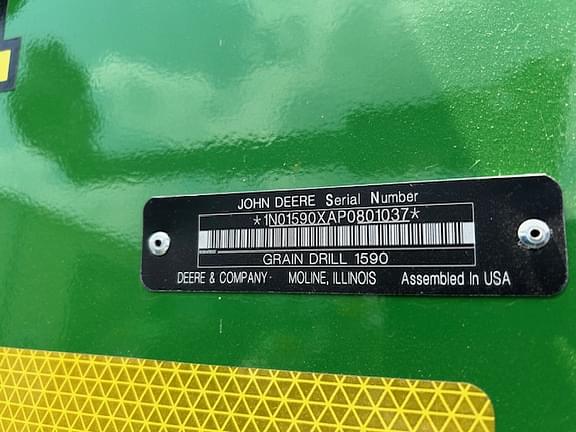 JOHN DEERE Serial Number
*1N01590XAP0801037*
GRAIN DRILL 1590
DEERE & COMPANY MOLINE, ILLINOIS Assembled In USA